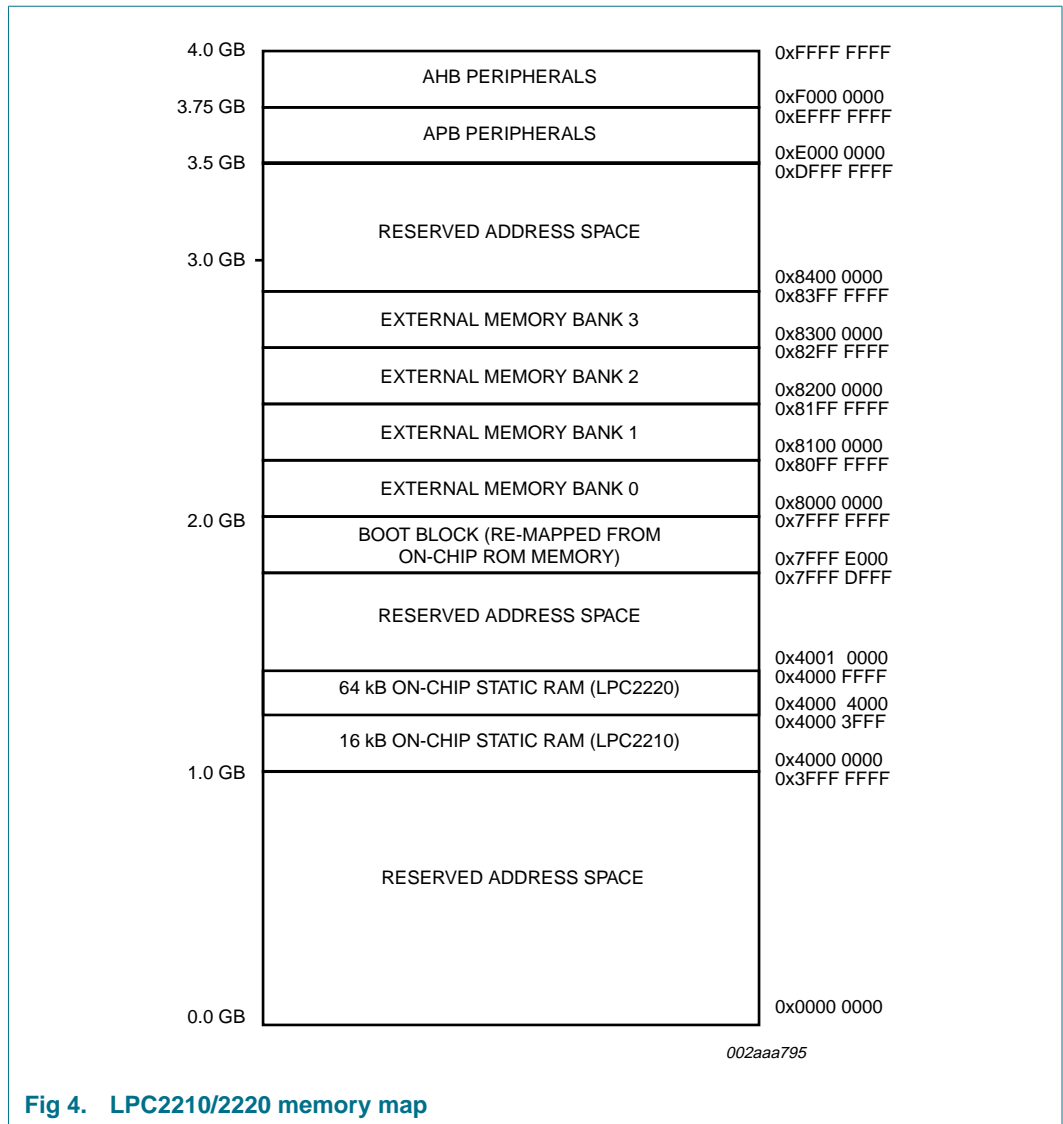 4.0 GB
0xFFFF FFFF
AHB PERIPHERALS
0xF000 0000
3.75 GB
0xEFFF FFFF
APB PERIPHERALS
0xE000 0000
3.5 GB
0xDFFF FFFF
RESERVED ADDRESS SPACE
3.0 GB
0x8400 0000
0x83FF FFFF
EXTERNAL MEMORY BANK 3
0x8300 0000
0x82FF FFFF
EXTERNAL MEMORY BANK 2
0x8200 0000
0x81FF FFFF
EXTERNAL MEMORY BANK 1
0x8100 0000
0x80FF FFFF
EXTERNAL MEMORY BANK 0
0x8000 0000
2.0 GB
0x7FFF FFFF
BOOT BLOCK (RE-MAPPED FROM
ON-CHIP ROM MEMORY)
0x7FFF E000
0x7FFF DFFF
RESERVED ADDRESS SPACE
0x4001 0000
0x4000 FFFF
64 kB ON-CHIP STATIC RAM (LPC2220)
0x4000 4000
0x4000 3FFF
16 kB ON-CHIP STATIC RAM (LPC2210)
0x4000 0000
1.0 GB
0x3FFF FFFF
RESERVED ADDRESS SPACE
0x0000 0000
0.0 GB
002aaa795
Fig 4. LPC2210/2220 memory map